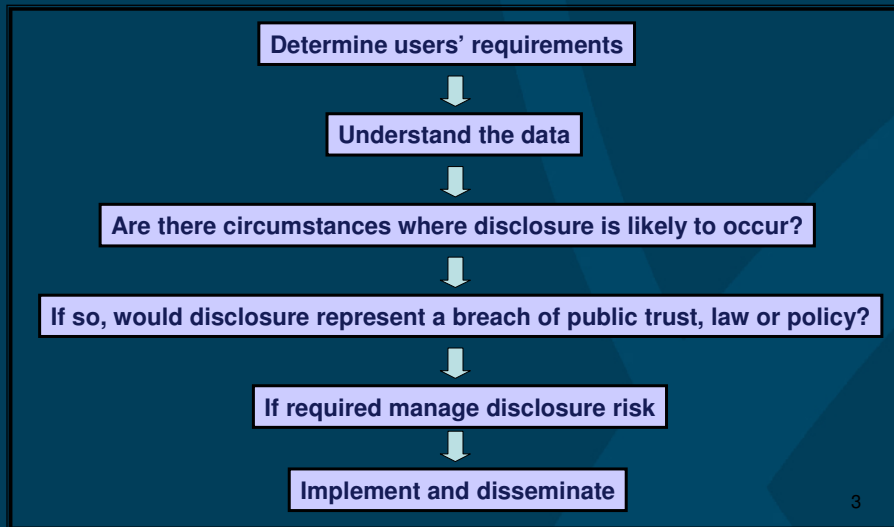 Determine users’ requirements
Understand the data
Are there circumstances where disclosure is likely to occur?
If so, would disclosure represent a breach of public trust, law or policy?
If required manage disclosure risk
Implement and disseminate
3